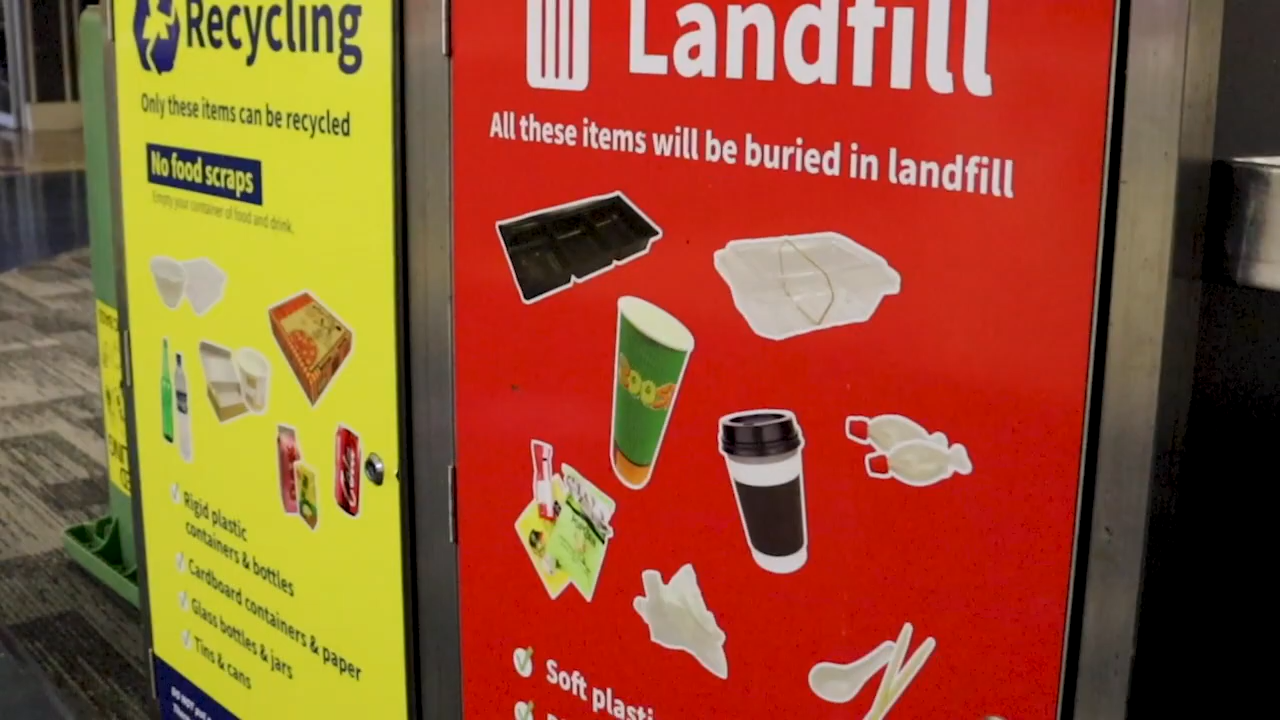 Recycling
Only these items can be recycled
No food scraps
Empty your container of food and drink.
Rigid plastic
containers & bottles
Cardboard containers & paper
Glass bottles & jars
Tins & cans
Landfill
All these items will be buried in landfill
Soft plasti